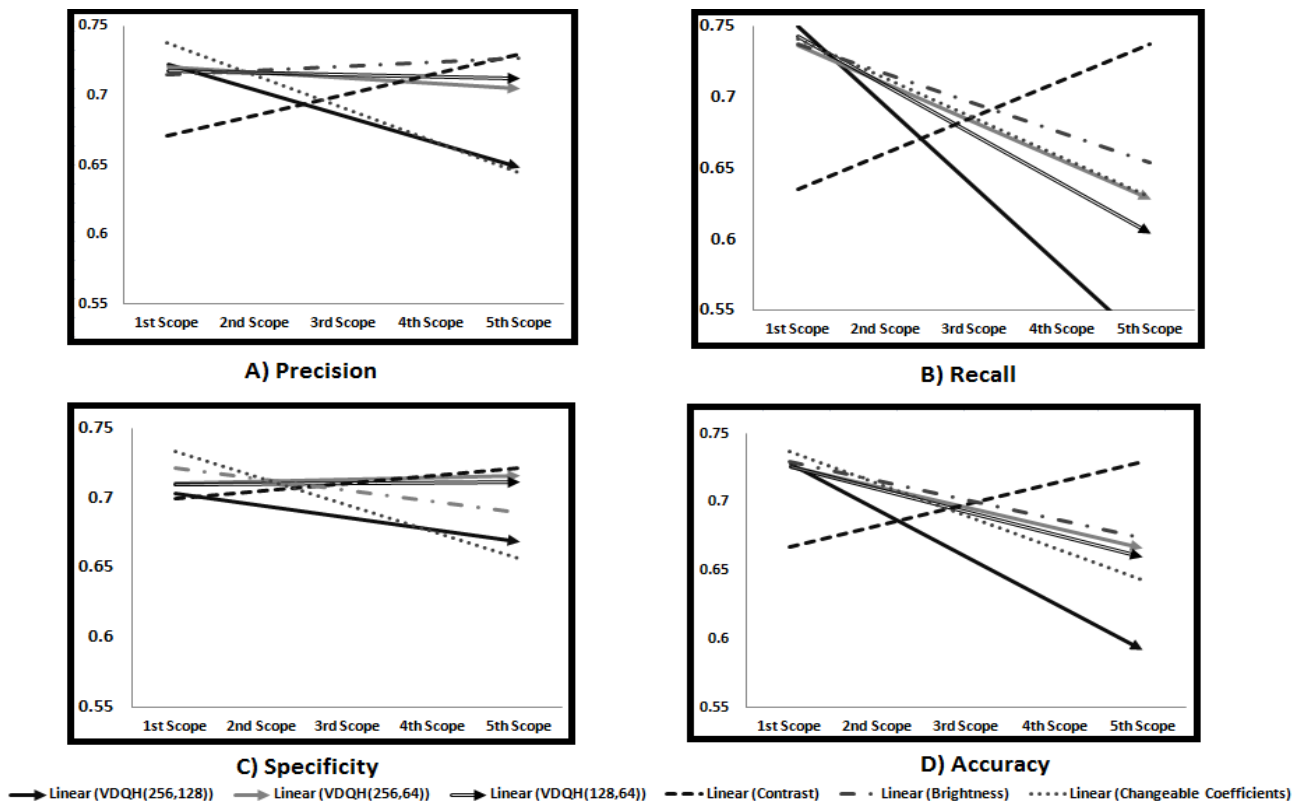 0.75
0.7
0.65
0.6
0.55
1st Scope 2nd Scope 3rd Scope 4th Scope 5th Scope
A) Precision
0.75
0.7
0.65
0.6
0.55
1st Scope 2nd Scope 3rd Scope 4th Scope 5th Scope
B) Recall
0.75
0.7
0.65
0.6
0.55
1st Scope 2nd Scope 3rd Scope 4th Scope 5th Scope
C) Specificity
0.75
0.7
0.65
0.6
0.55
1st Scope 2nd Scope 3rd Scope 4th Scope 5th Scope
D) Accuracy
Linear (VDQH(256,128)) Linear (VDQH(256,64)) Linear (VDQH(128,64)) Linear (Contrast) Linear (Brightness) Linear (Changeable Coefficients)